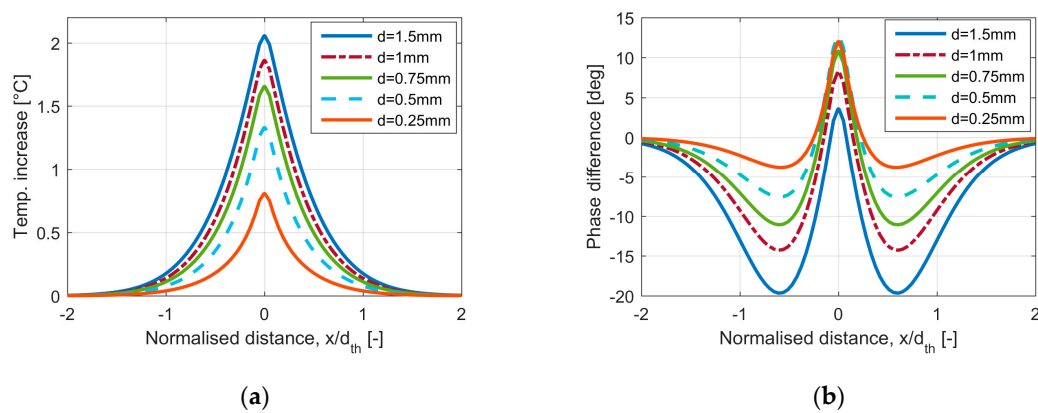 d=1.5mm
d=1mm
d=0.75mm
d=0.5mm
d=0.25mm
Temp. increase [°C]
2
1.5
1
0.5
0
-2
-1
0
1
2
Normalised distance, x/d_th [-]
(a)
d=1.5mm
d=1mm
d=0.75mm
d=0.5mm
d=0.25mm
Phase difference [deg]
15
10
5
0
-5
-10
-15
-20
-2
-1
0
1
2
Normalised distance, x/d_th [-]
(b)